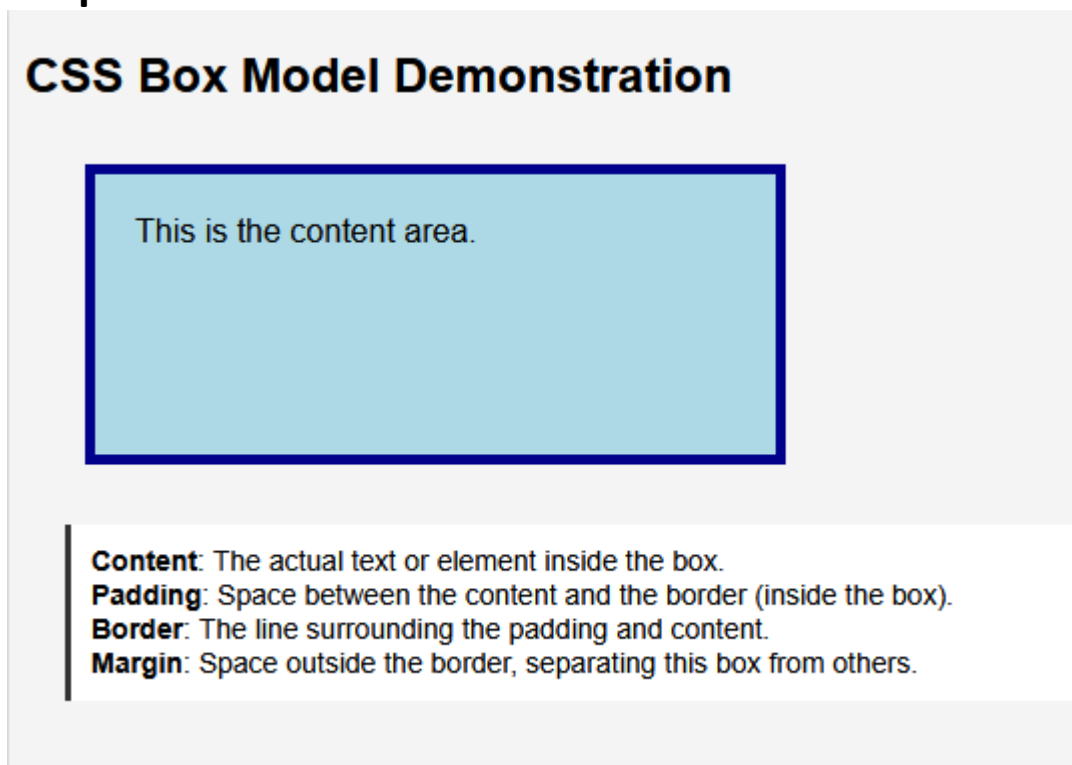 CSS Box Model Demonstration
This is the content area.
Content: The actual text or element inside the box.
Padding: Space between the content and the border (inside the box).
Border: The line surrounding the padding and content.
Margin: Space outside the border, separating this box from others.